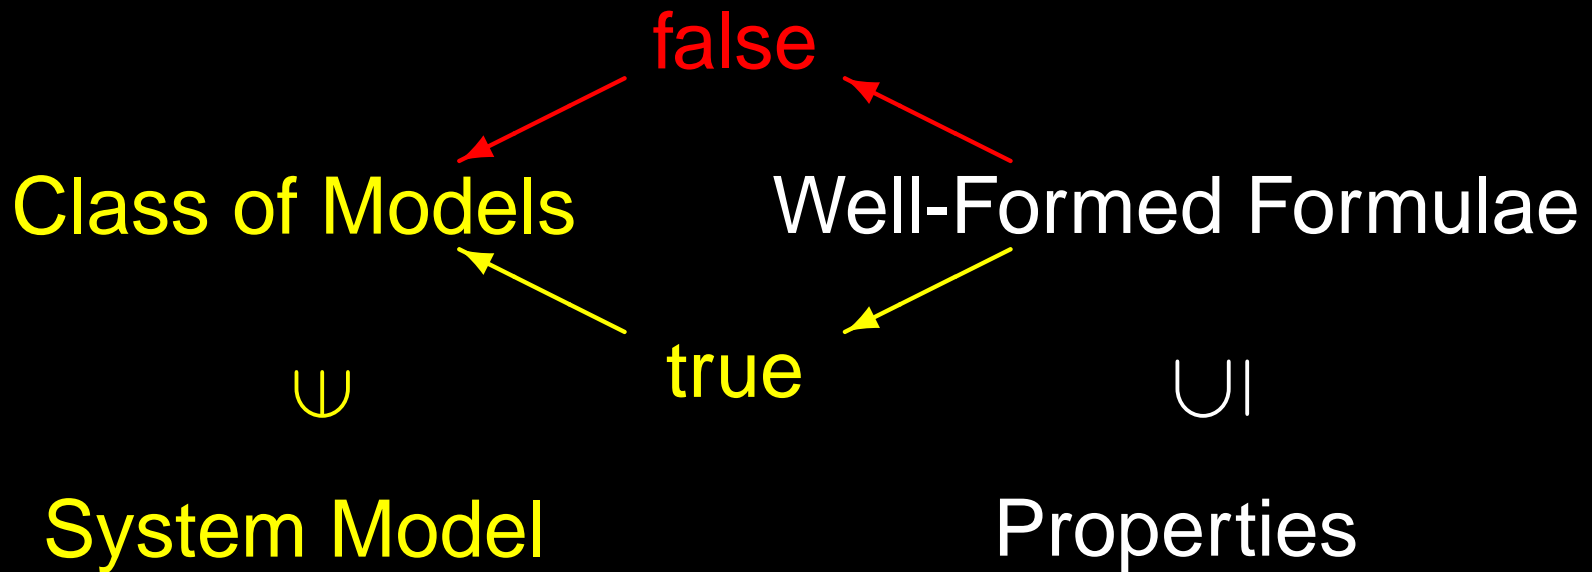 false
Class of Models Well-Formed Formulae
true
⋓ ∪|
System Model Properties